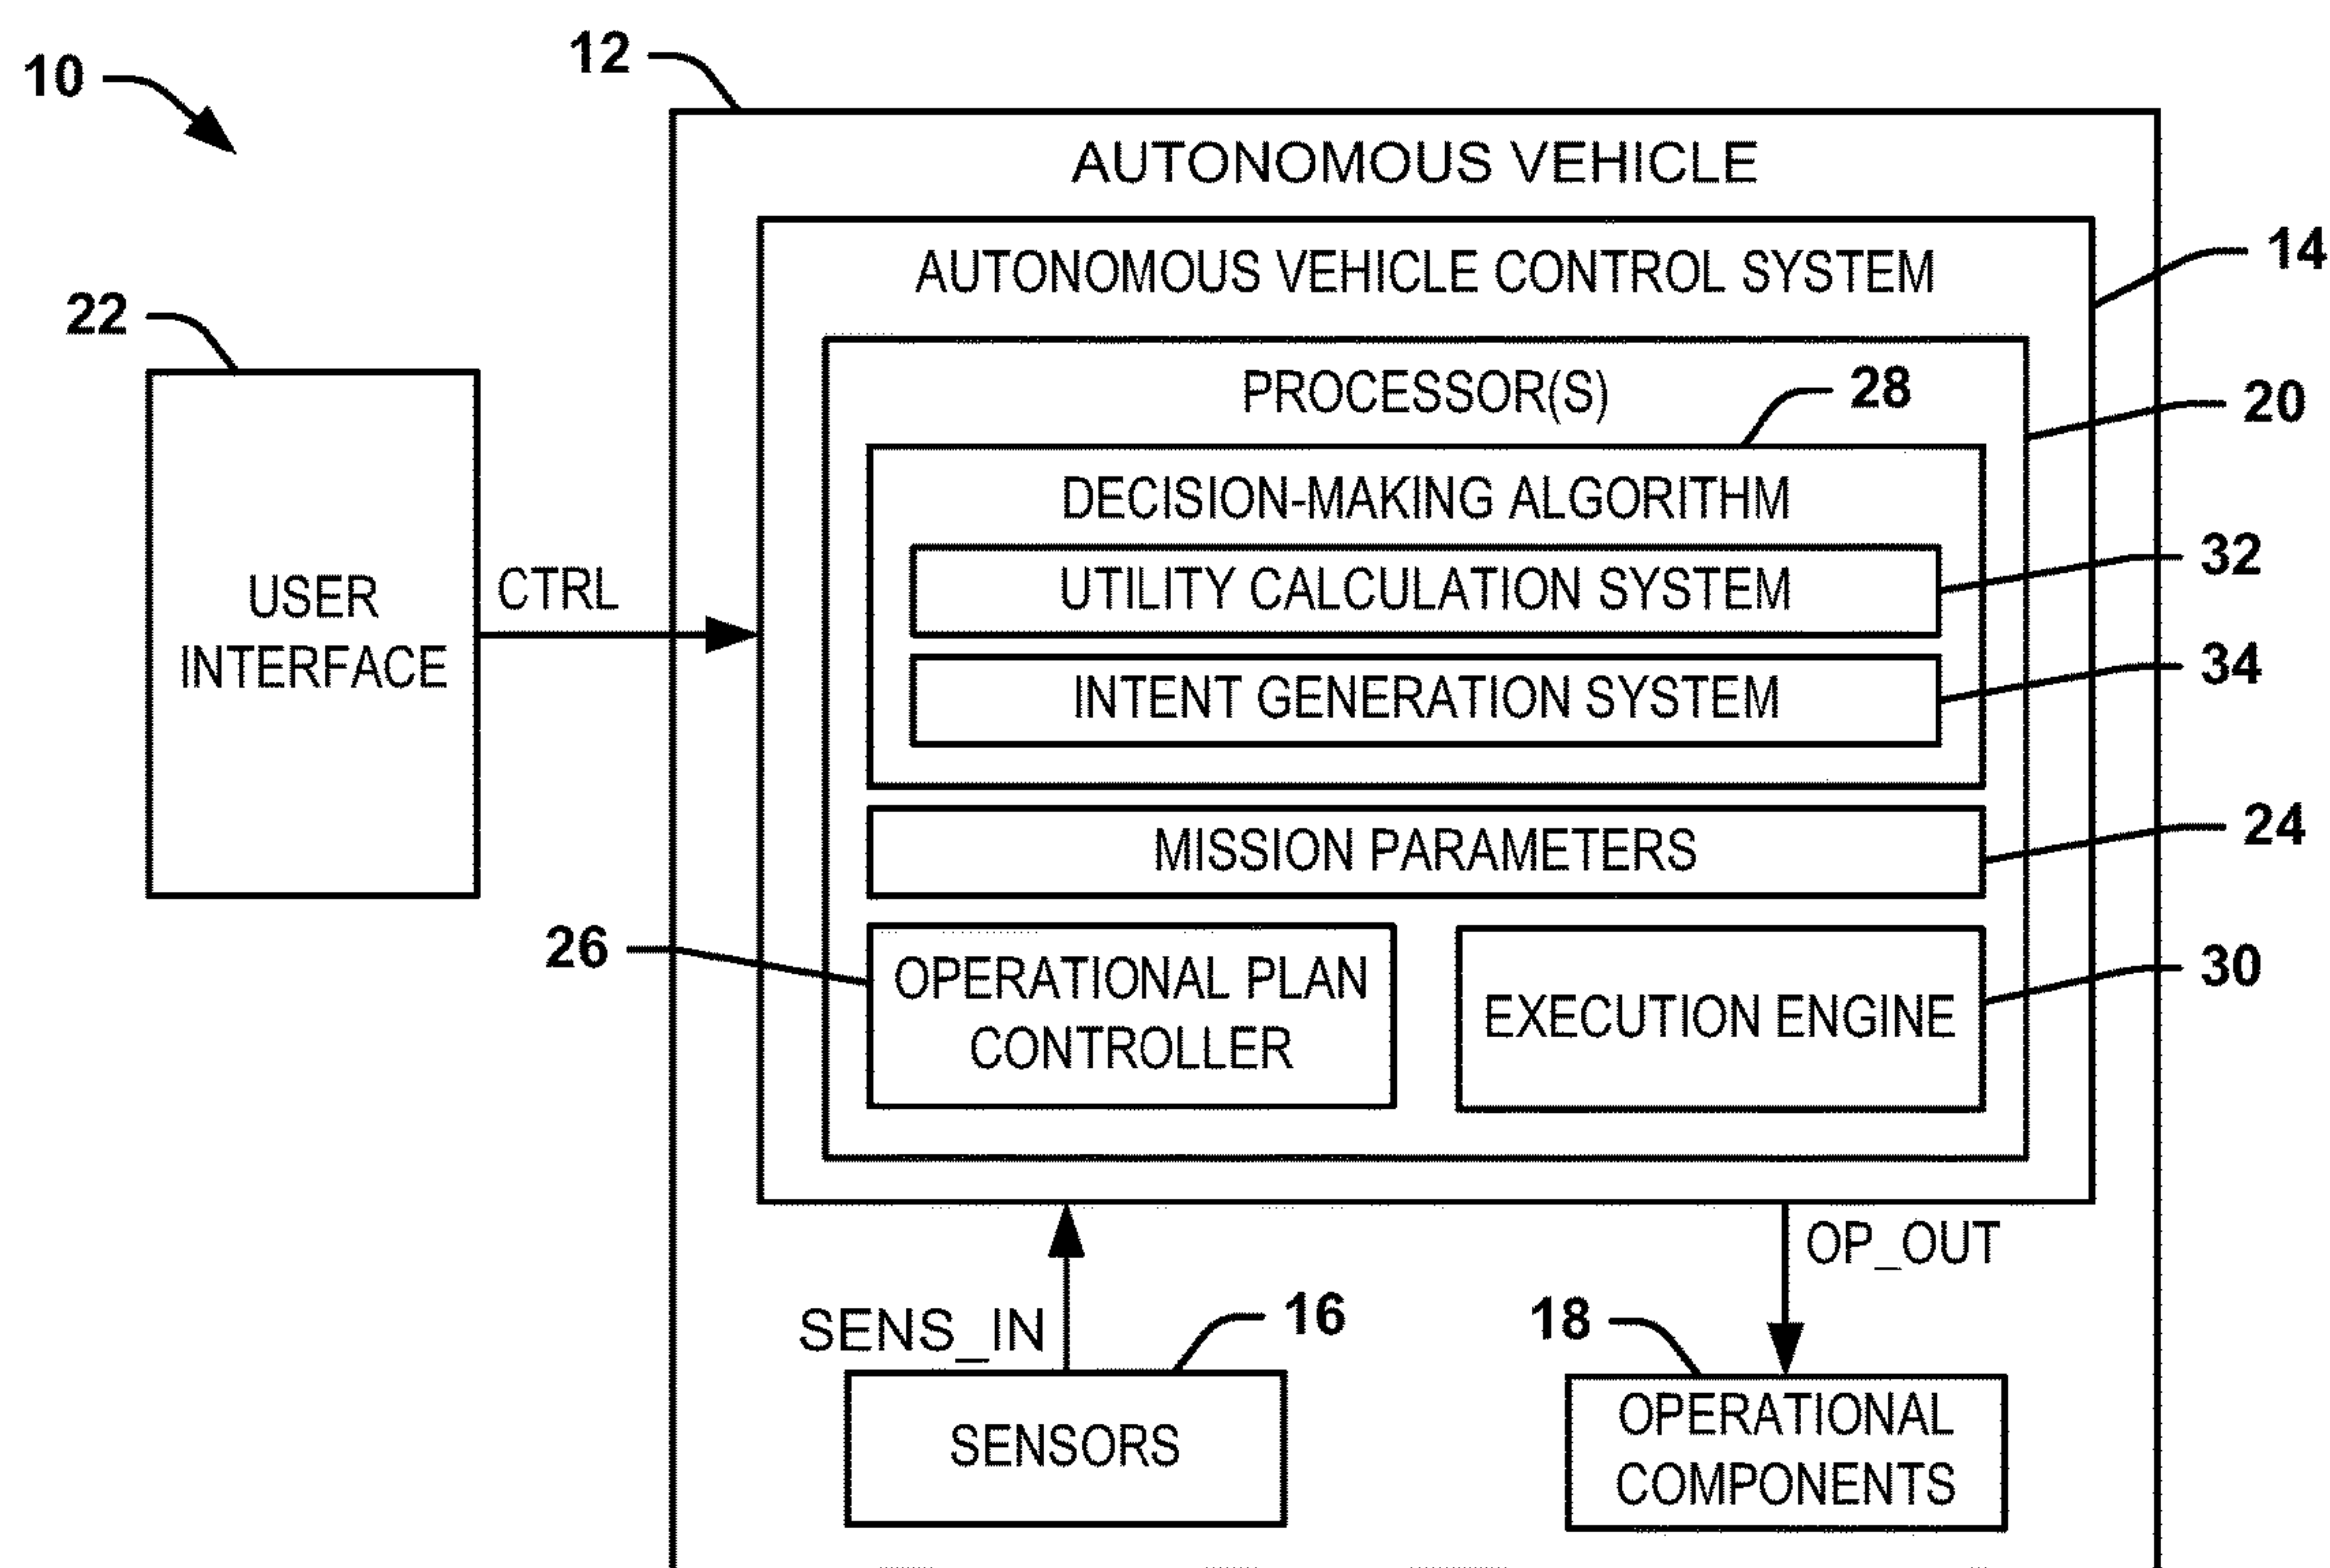 10
12
AUTONOMOUS VEHICLE
AUTONOMOUS VEHICLE CONTROL SYSTEM
14
22
PROCESSOR(S)
28
20
DECISION-MAKING ALGORITHM
UTILITY CALCULATION SYSTEM
32
USER
INTERFACE
CTRL
INTENT GENERATION SYSTEM
34
MISSION PARAMETERS
24
26
OPERATIONAL PLAN
CONTROLLER
EXECUTION ENGINE
30
OP_OUT
SENS_IN
16
18
SENSORS
OPERATIONAL
COMPONENTS